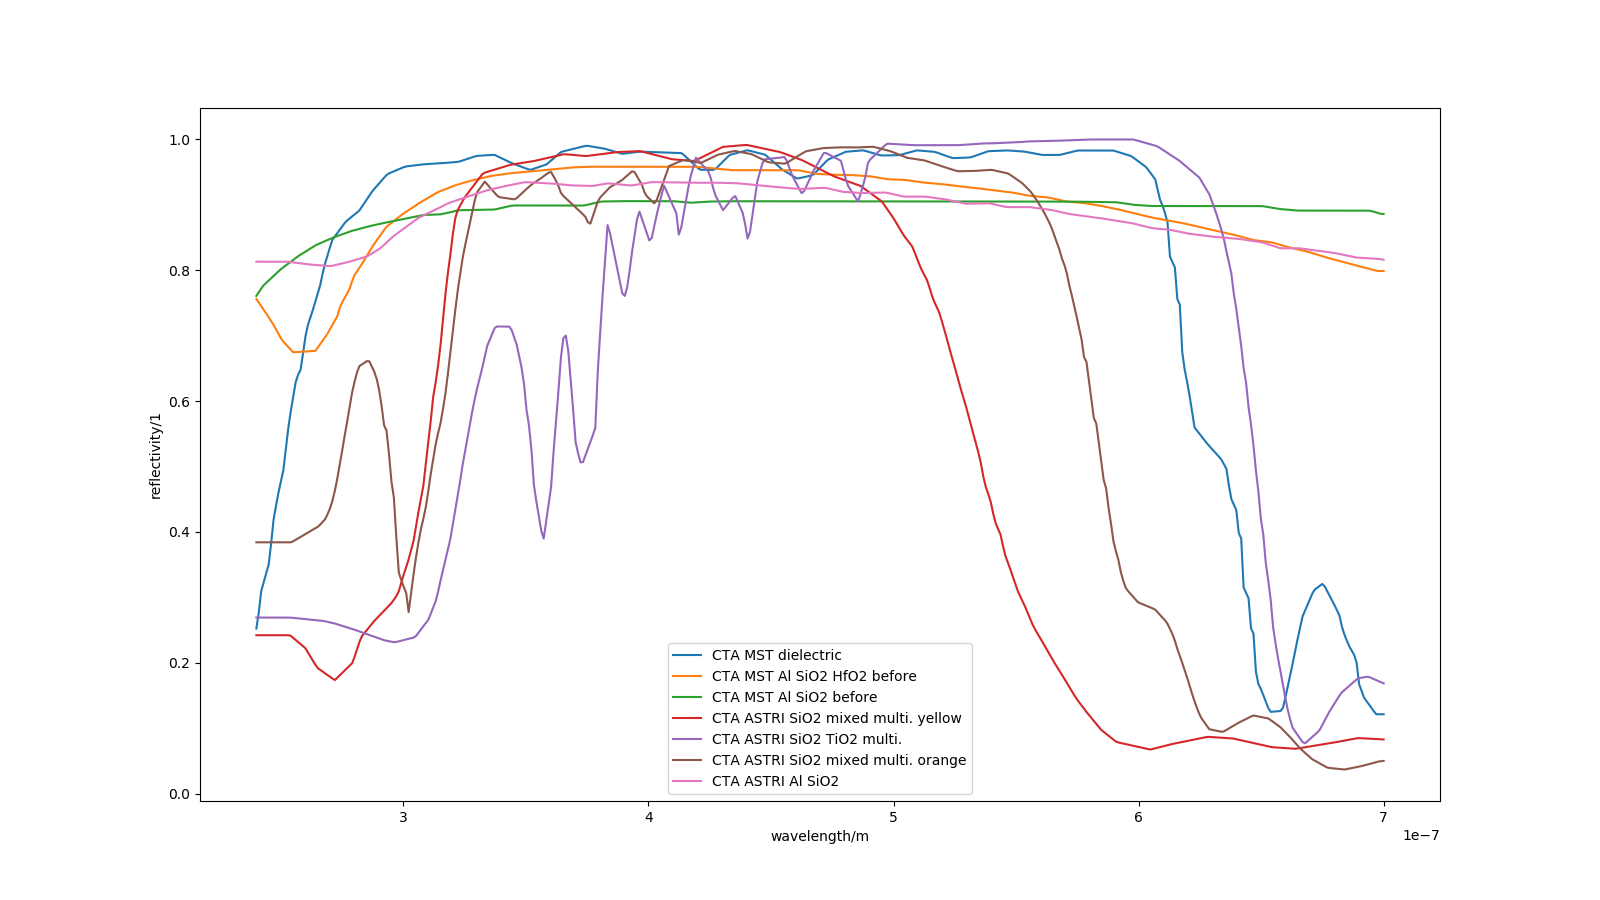 1.0
0.8
0.6
0.4
0.2
0.0
reflectivity/1
CTA MST dielectric
CTA MST Al SiO2 HfO2 before
CTA MST Al SiO2 before
CTA ASTRI SiO2 mixed multi. yellow
CTA ASTRI SiO2 TiO2 multi.
CTA ASTRI SiO2 mixed multi. orange
CTA ASTRI Al SiO2
3 4 5 6 7
wavelength/m
1e−7